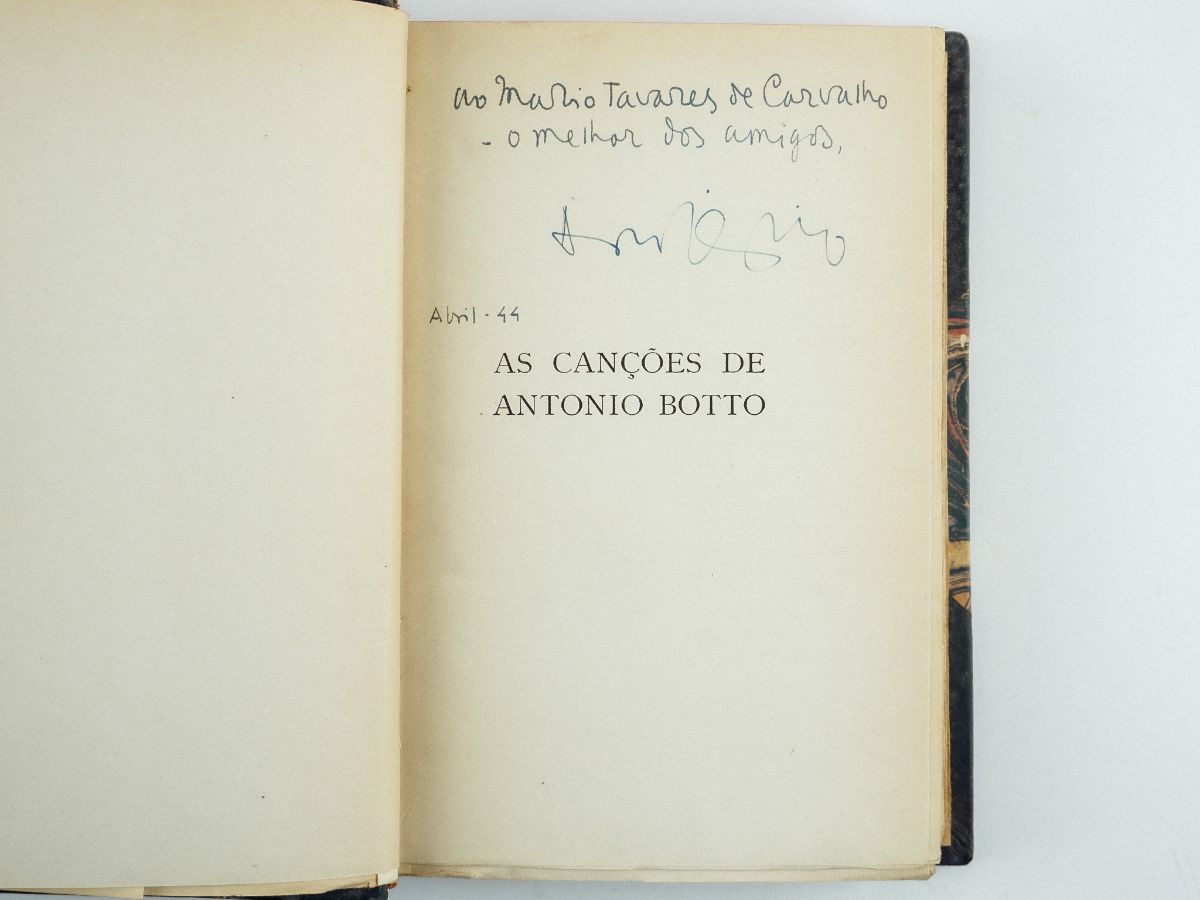 ao Mario Tavares de Carvalho
- o melhor dos amigos,
Abril - 44
AS CANÇÕES DE
ANTONIO BOTTO